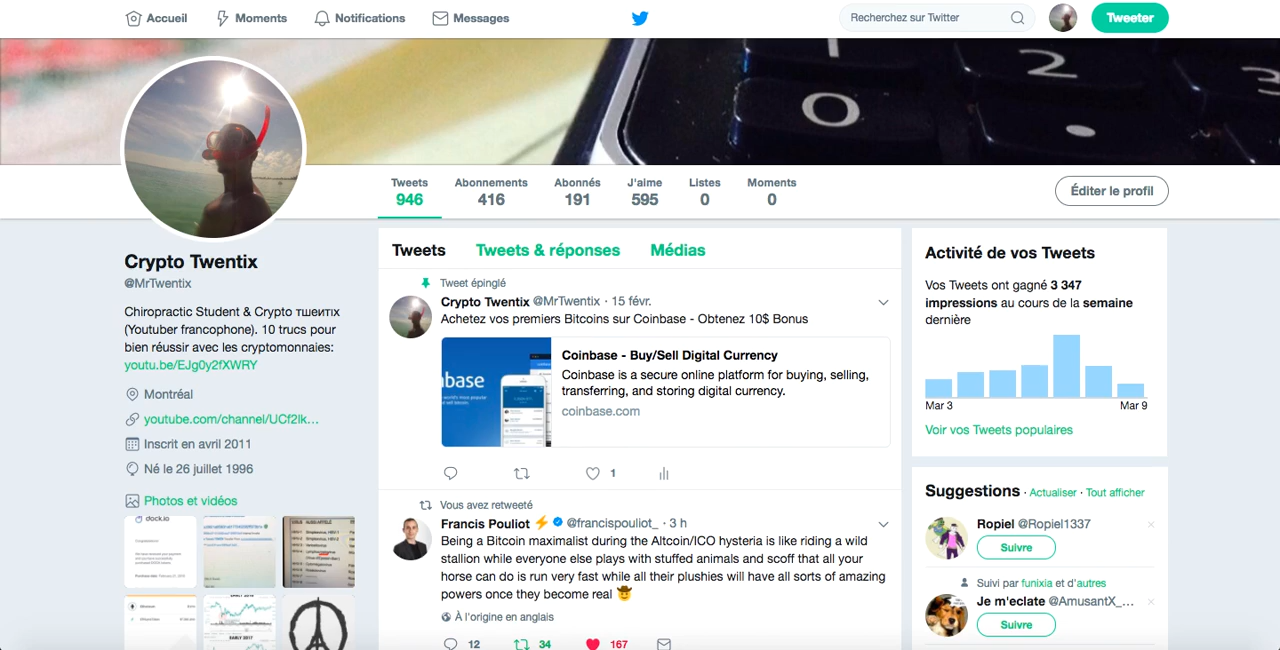 Accueil
Moments
Notifications
Messages
Recherchez sur Twitter
Tweeter
Tweets
946
Abonnements
416
Abonnés
191
J'aime
595
Listes
0
Moments
0
Éditer le profil
Crypto Twentix
@MrTwentix
Chiropractic Student & Crypto тшеитιx
(Youtuber francophone). 10 trucs pour
bien réussir avec les cryptomonnaies:
youtu.be/EJg0y2fXWRY
Montréal
youtube.com/channel/UCf2lk…
Inscrit en avril 2011
Né le 26 juillet 1996
Photos et vidéos
dock.io
EARLY 2017
Tweets
Tweets & réponses
Médias
Tweet épinglé
Crypto Twentix @MrTwentix · 15 févr.
Achetez vos premiers Bitcoins sur Coinbase - Obtenez 10$ Bonus
base
Coinbase - Buy/Sell Digital Currency
Coinbase is a secure online platform for buying, selling,
transferring, and storing digital currency.
coinbase.com
1
Vous avez retweeté
Francis Pouliot ⚡ @francispouliot_ · 3 h
Being a Bitcoin maximalist during the Altcoin/ICO hysteria is like riding a wild
stallion while everyone else plays with stuffed animals and scoff that all your
horse can do is run very fast while all their plushies will have all sorts of amazing
powers once they become real 🤠
À l'origine en anglais
12
34
167
Activité de vos Tweets
Vos Tweets ont gagné 3 347
impressions au cours de la semaine
dernière
Mar 3
Mar 9
Voir vos Tweets populaires
Suggestions · Actualiser · Tout afficher
Ropiel @Ropiel1337
Suivre
Suivi par funixia et d'autres
Je m'eclate @AmusantX_...
Suivre
0
2
3